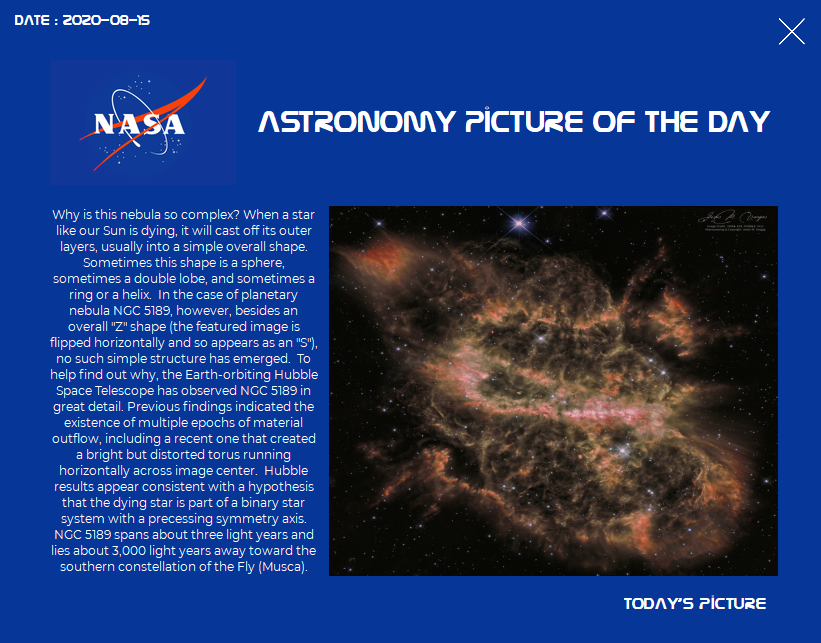 DATE : 2020-08-15
NASA
ASTRONOMY PICTURE OF THE DAY
Why is this nebula so complex? When a star
like our Sun is dying, it will cast off its outer
layers, usually into a simple overall shape.
Sometimes this shape is a sphere,
sometimes a double lobe, and sometimes a
ring or a helix.  In the case of planetary
nebula NGC 5189, however, besides an
overall "Z" shape (the featured image is
flipped horizontally and so appears as an "S"),
no such simple structure has emerged.  To
help find out why, the Earth-orbiting Hubble
Space Telescope has observed NGC 5189 in
great detail. Previous findings indicated the
existence of multiple epochs of material
outflow, including a recent one that created
a bright but distorted torus running
horizontally across image center.  Hubble
results appear consistent with a hypothesis
that the dying star is part of a binary star
system with a precessing symmetry axis.
NGC 5189 spans about three light years and
lies about 3,000 light years away toward the
southern constellation of the Fly (Musca).
TODAY'S PICTURE